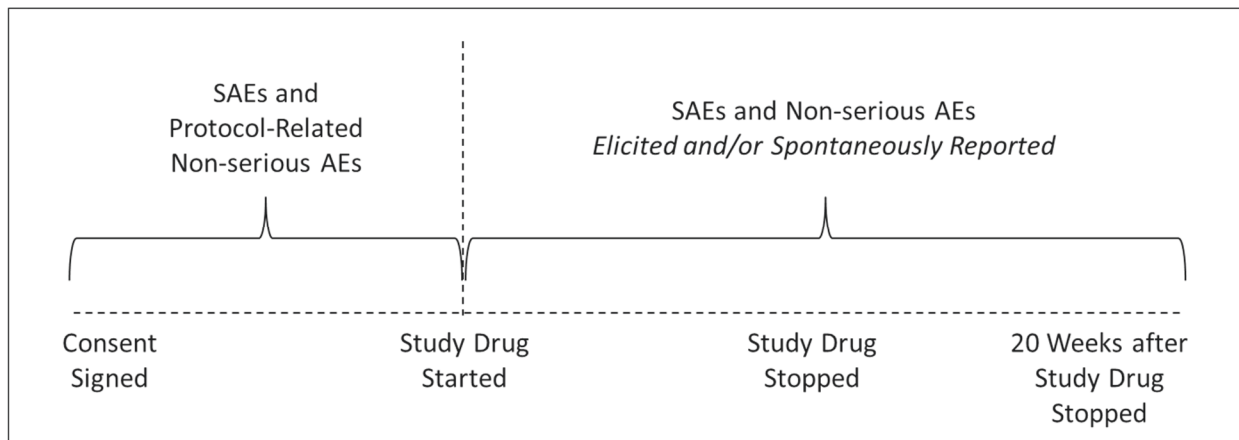 SAEs and
Protocol-Related
Non-serious AEs
SAEs and Non-serious AEs
Elicited and/or Spontaneously Reported
Consent
Signed
Study Drug
Started
Study Drug
Stopped
20 Weeks after
Study Drug
Stopped